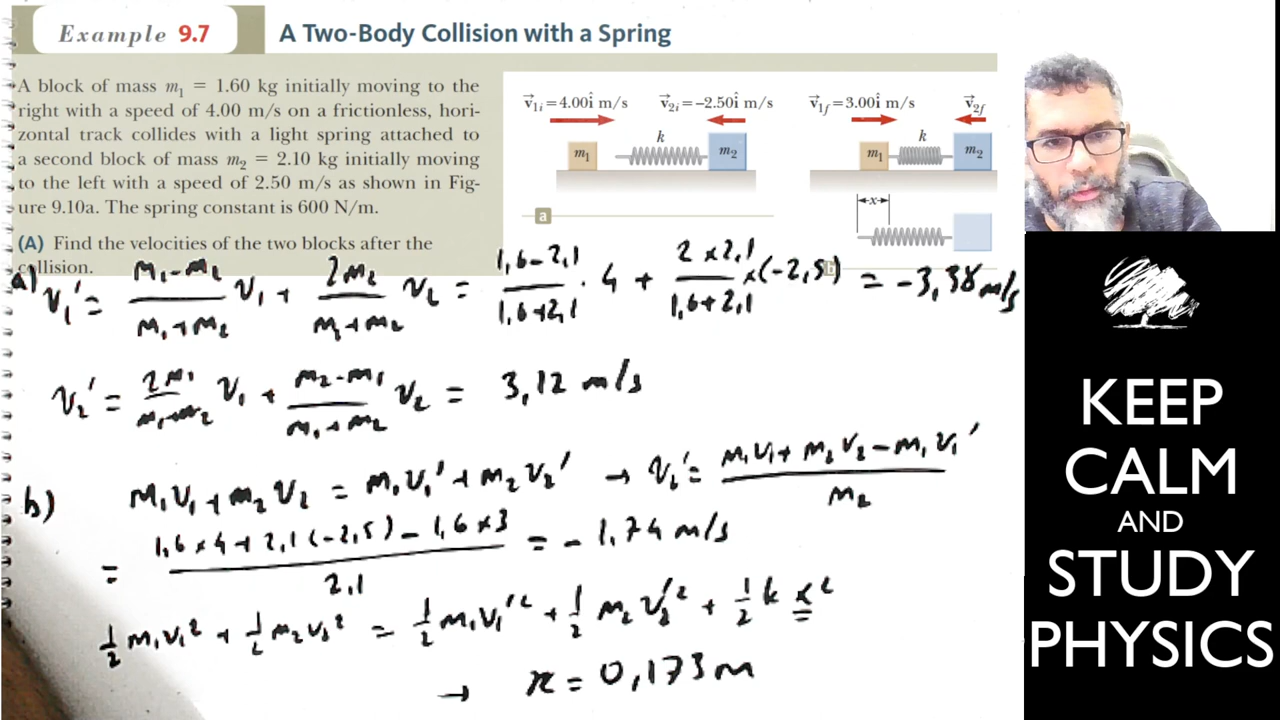 Example 9.7 A Two-Body Collision with a Spring
A block of mass m₁ = 1.60 kg initially moving to the
right with a speed of 4.00 m/s on a frictionless, hori-
zontal track collides with a light spring attached to
a second block of mass m₂ = 2.10 kg initially moving
to the left with a speed of 2.50 m/s as shown in Fig-
ure 9.10a. The spring constant is 600 N/m.
(A) Find the velocities of the two blocks after the
collision.
v⃗₁ᵢ = 4.00î m/s v⃗₂ᵢ = –2.50î m/s
k
m₁ m₂
a
v⃗₁f = 3.00î m/s v⃗₂f
k
m₁ m₂
x
b
a) v₁' = (m₁ - m₂)/(m₁ + m₂) v₁ + 2m₂/(m₁ + m₂) v₂ = (1,6 - 2,1)/(1,6 + 2,1) · 4 + (2 × 2,1)/(1,6 + 2,1) × (-2,5) = -3,38 m/s
v₂' = 2m₁/(m₁ + m₂) v₁ + (m₂ - m₁)/(m₁ + m₂) v₂ = 3,12 m/s
b) m₁v₁ + m₂v₂ = m₁v₁' + m₂v₂' → v₂' = (m₁v₁ + m₂v₂ - m₁v₁')/m₂
= (1,6 × 4 + 2,1 (-2,5) - 1,6 × 3)/2,1 = -1,74 m/s
½ m₁v₁² + ½ m₂v₂² = ½ m₁v₁'² + ½ m₂v₂'² + ½ k x²
→ x = 0,173 m
KEEP
CALM
AND
STUDY
PHYSICS